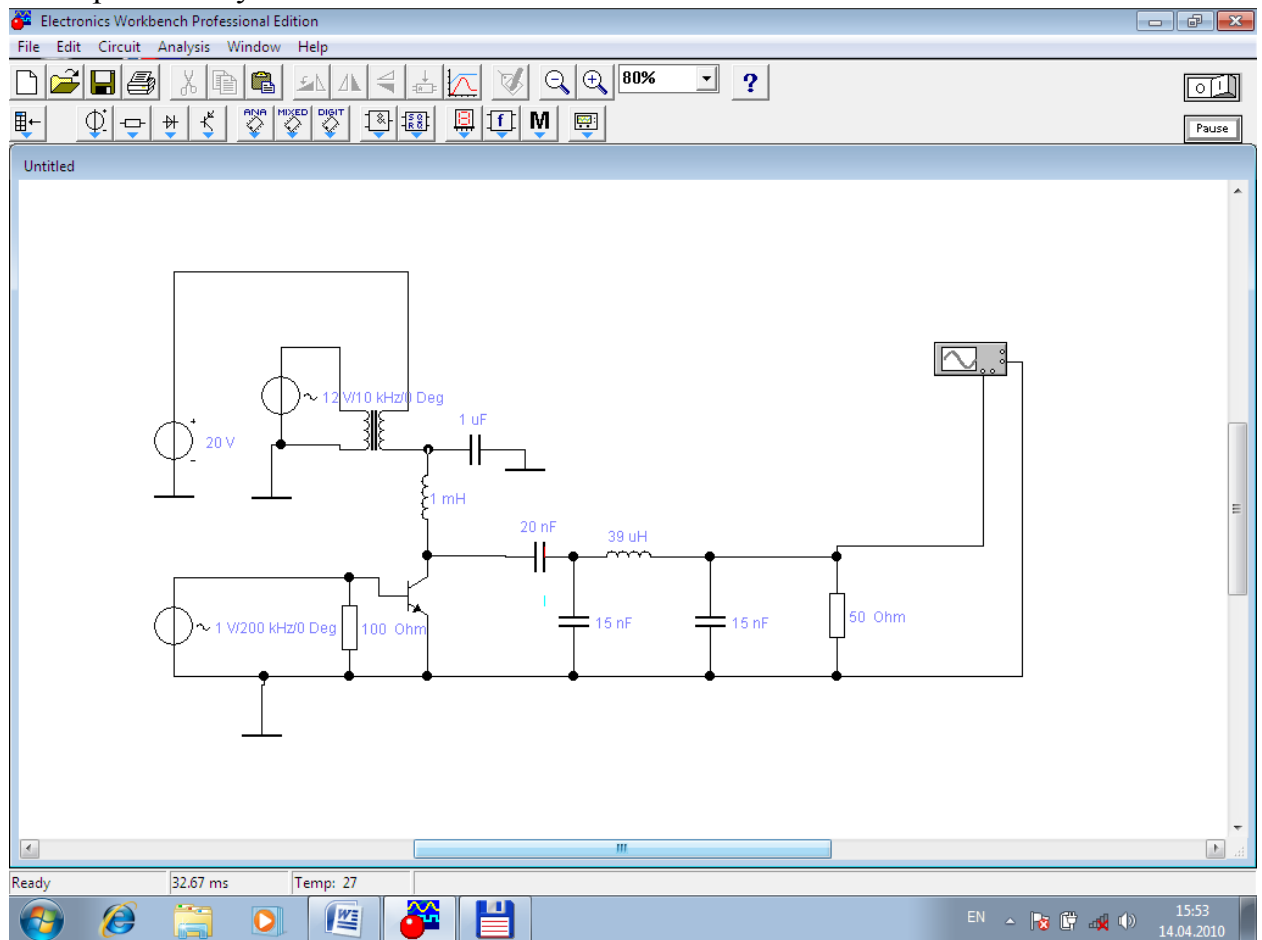 Electronics Workbench Professional Edition
File Edit Circuit Analysis Window Help
80%
?
ANA MIXED DIGIT
&
f
M
Pause
Untitled
12 V/10 kHz/0 Deg
1 uF
20 V
1 mH
20 nF
39 uH
1 V/200 kHz/0 Deg
100 Ohm
15 nF
15 nF
50 Ohm
Ready
32.67 ms
Temp: 27
EN
15:53
14.04.2010